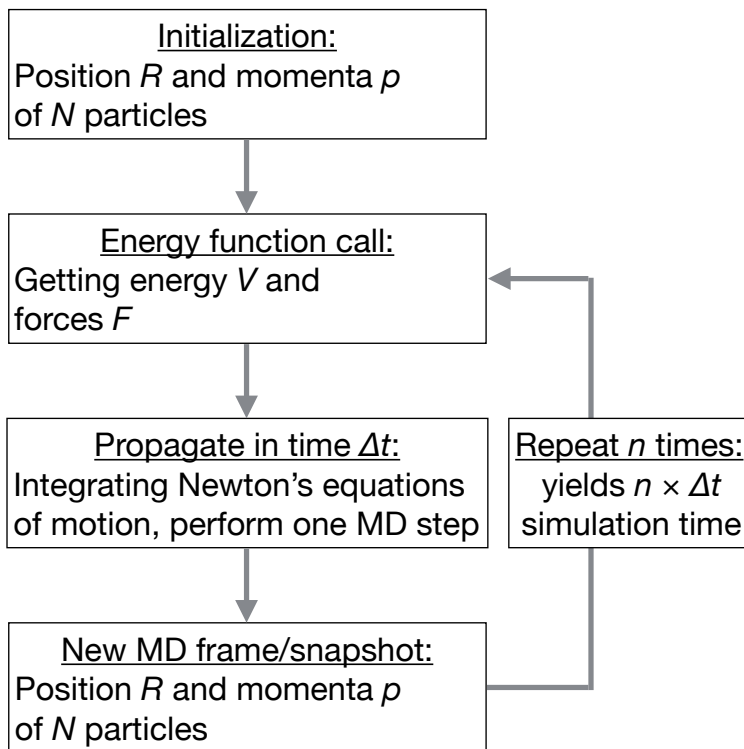 Initialization:
Position R and momenta p
of N particles
Energy function call:
Getting energy V and
forces F
Propagate in time Δt:
Integrating Newton's equations
of motion, perform one MD step
Repeat n times:
yields n × Δt
simulation time
New MD frame/snapshot:
Position R and momenta p
of N particles